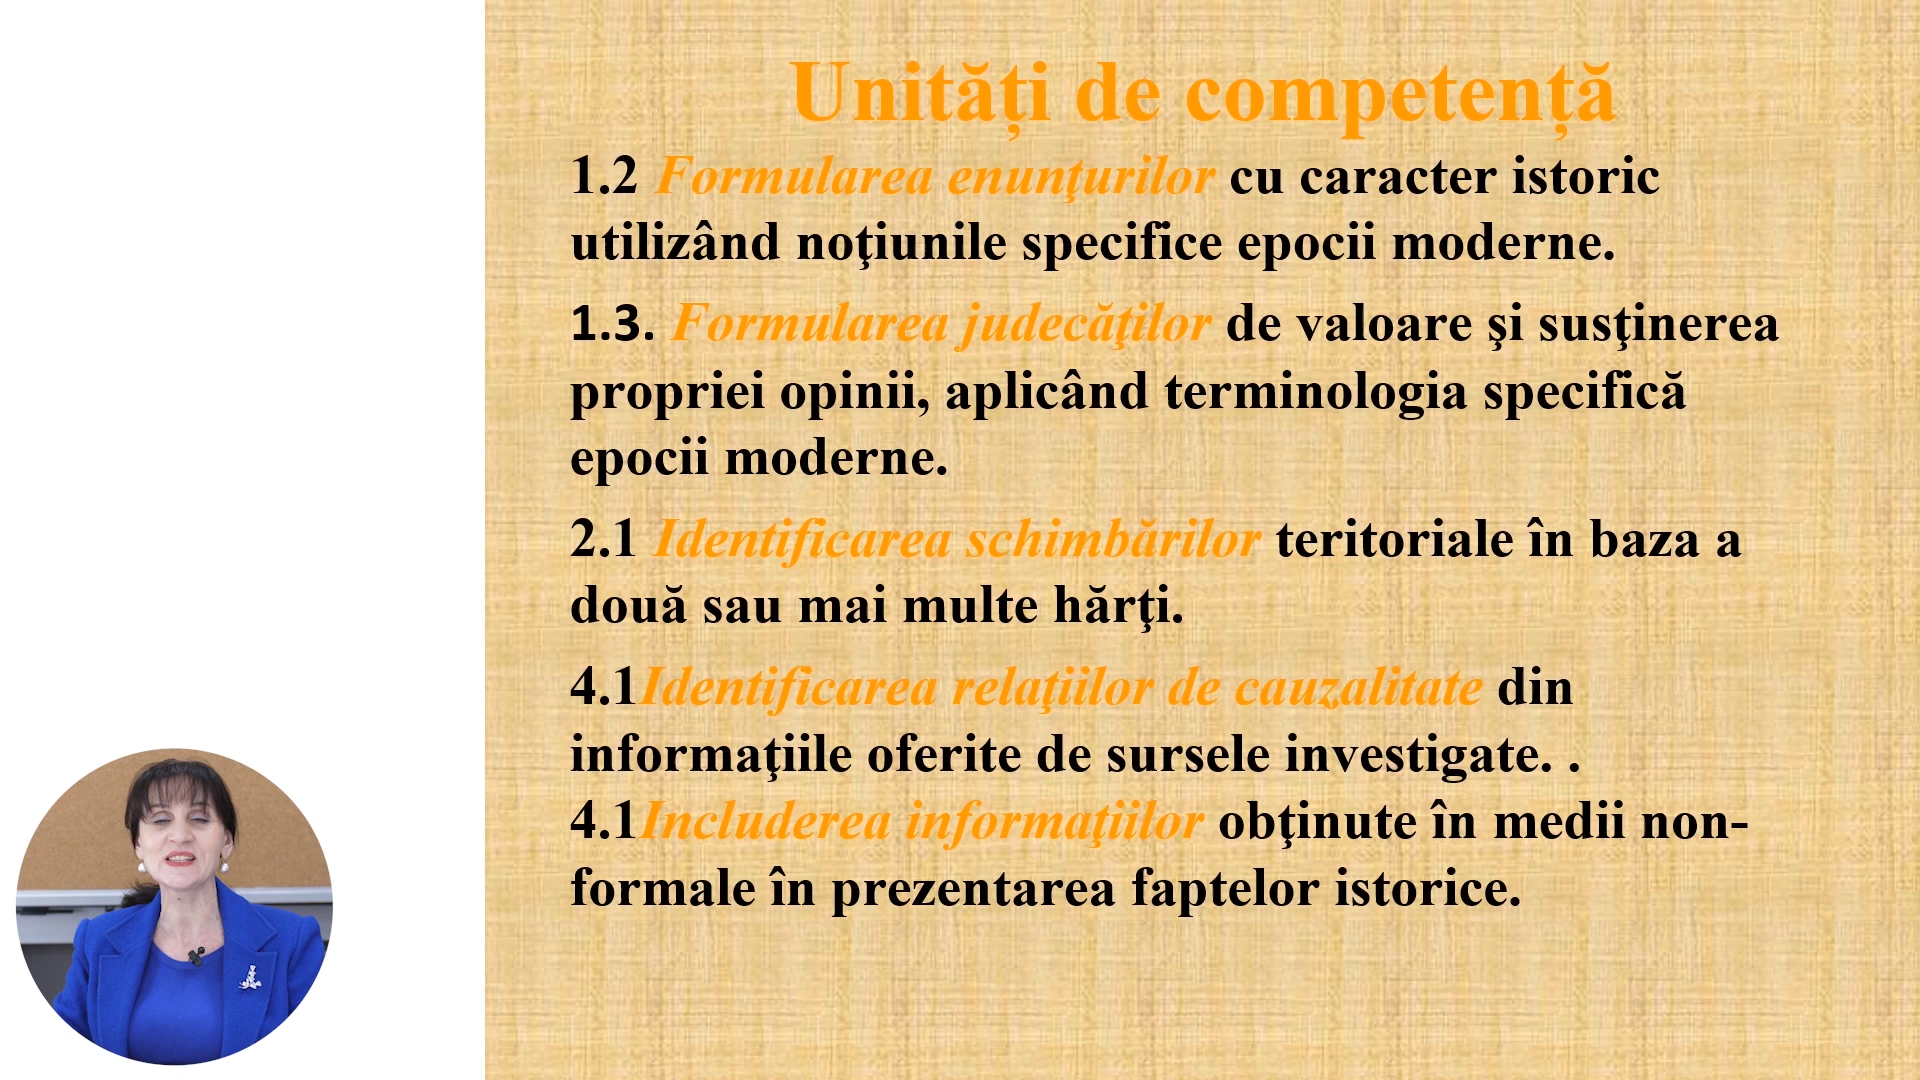 Unități de competență
1.2 Formularea enunţurilor cu caracter istoric
utilizând noţiunile specifice epocii moderne.
1.3. Formularea judecăţilor de valoare şi susţinerea
propriei opinii, aplicând terminologia specifică
epocii moderne.
2.1 Identificarea schimbărilor teritoriale în baza a
două sau mai multe hărţi.
4.1Identificarea relaţiilor de cauzalitate din
informaţiile oferite de sursele investigate. .
4.1Includerea informaţiilor obţinute în medii non-
formale în prezentarea faptelor istorice.